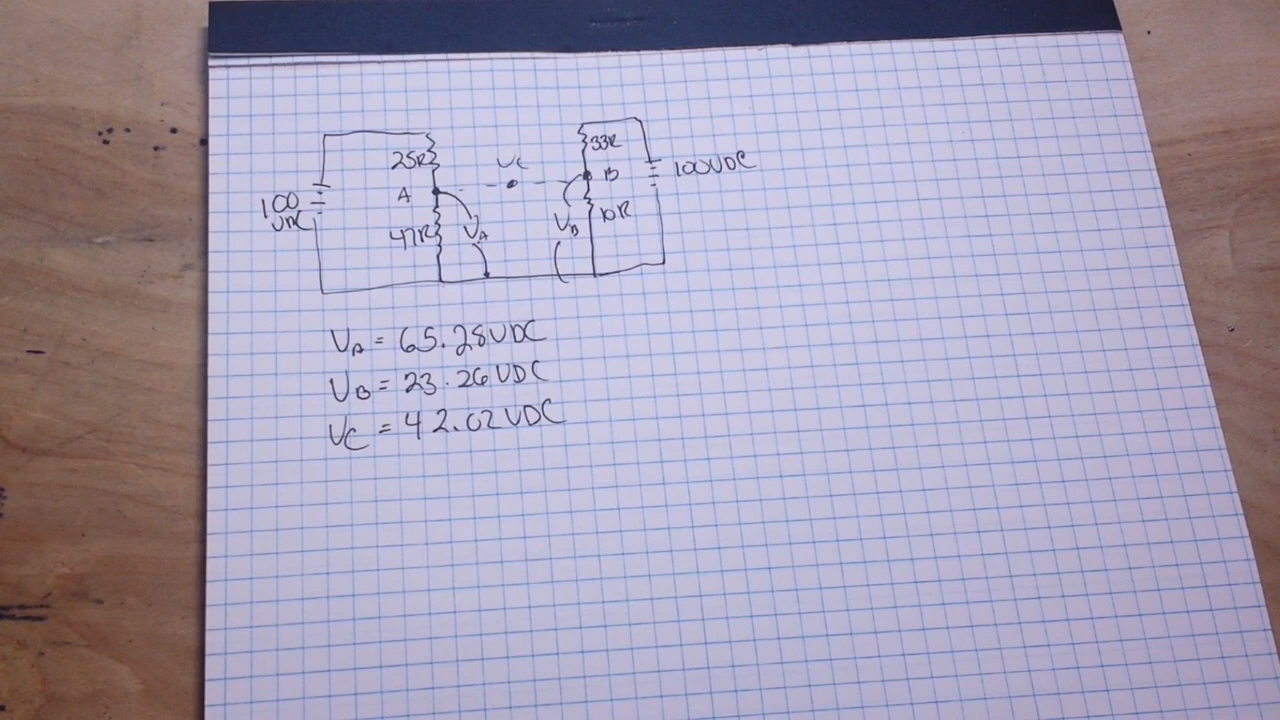 25R
VC
33R
A
B
100VDC
100
VDC
47R
VA
VB
10R
VA = 65.28VDC
VB = 23.26VDC
VC = 42.02VDC